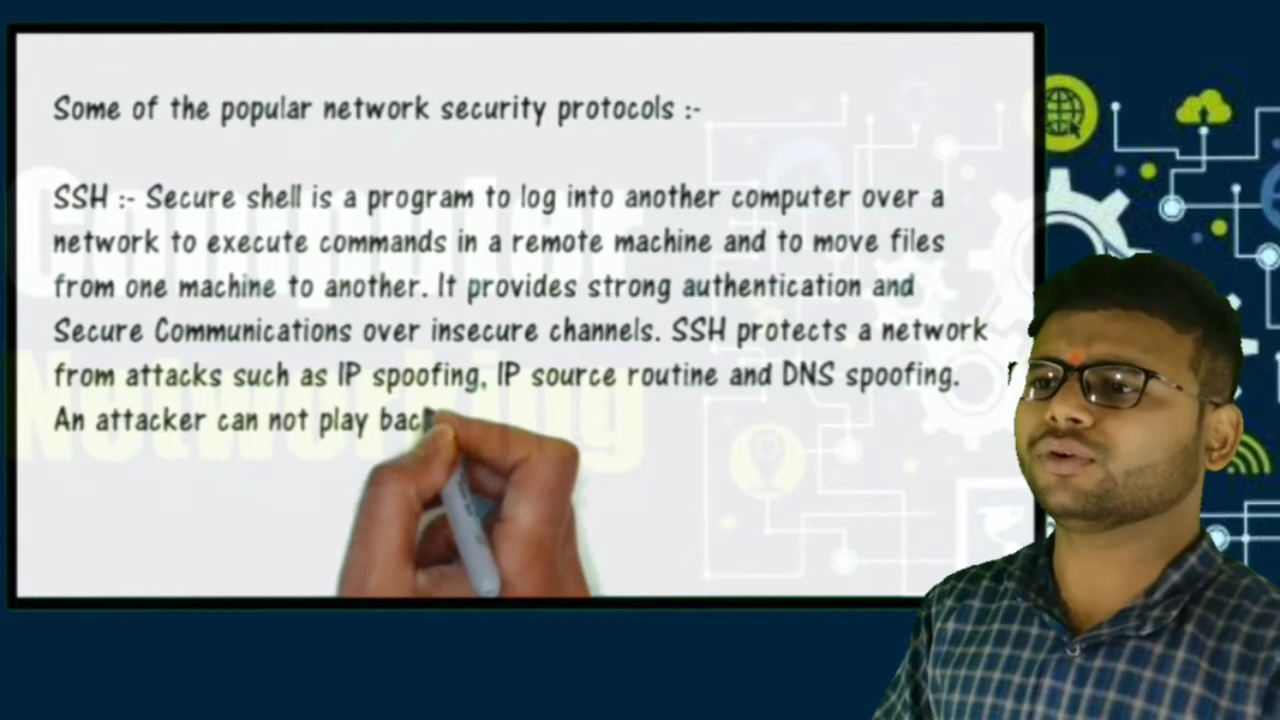 Some of the popular network security protocols :-
SSH :- Secure shell is a program to log into another computer over a
network to execute commands in a remote machine and to move files
from one machine to another. It provides strong authentication and
Secure Communications over insecure channels. SSH protects a network
from attacks such as IP spoofing, IP source routine and DNS spoofing.
An attacker can not play bac
Computer
Networking